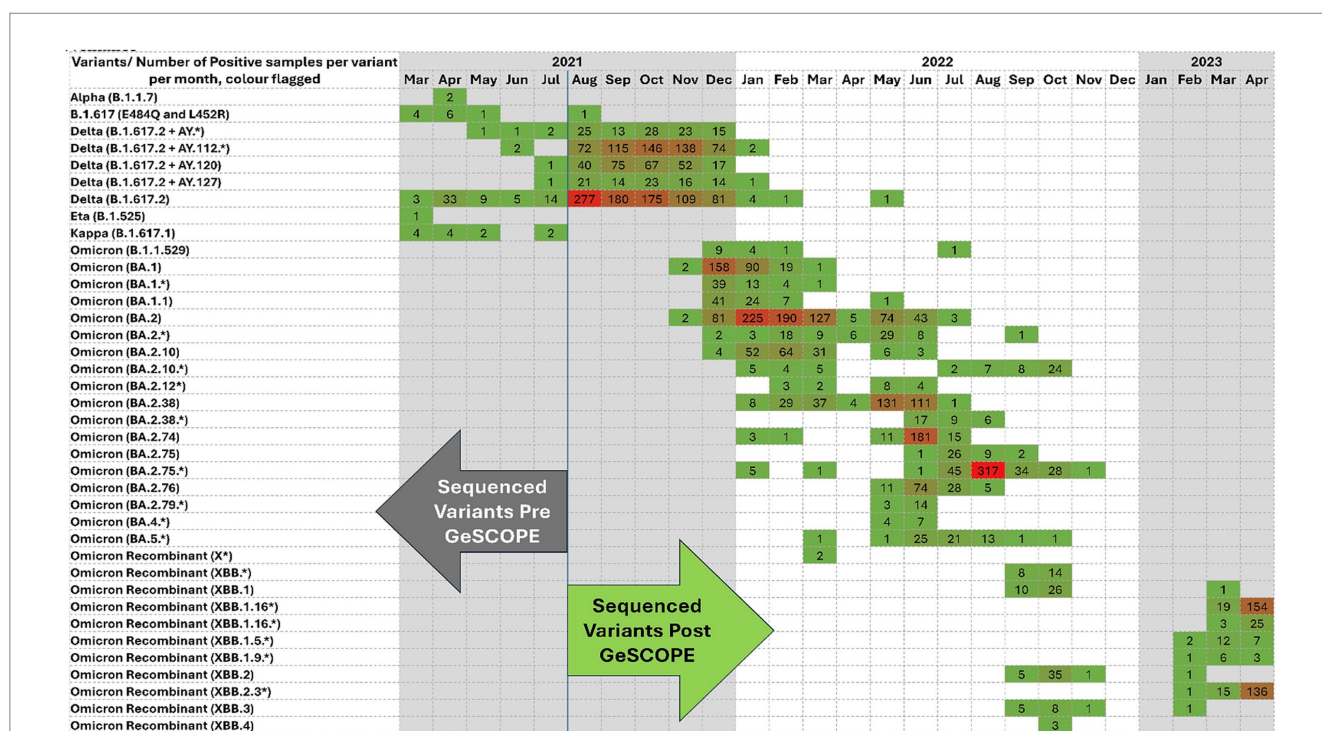 2021 2022 2023
Variants/ Number of Positive samples per variant
per month, colour flagged Mar Apr May Jun Jul Aug Sep Oct Nov Dec Jan Feb Mar Apr May Jun Jul Aug Sep Oct Nov Dec Jan Feb Mar Apr
Alpha (B.1.1.7) 2
B.1.617 (E484Q and L452R) 4 6 1 1
Delta (B.1.617.2 + AY.*) 1 1 2 25 13 28 23 15
Delta (B.1.617.2 + AY.112.*) 2 72 115 146 138 74 2
Delta (B.1.617.2 + AY.120) 1 40 75 67 52 17
Delta (B.1.617.2 + AY.127) 1 21 14 23 16 14 1
Delta (B.1.617.2) 3 33 9 5 14 277 180 175 109 81 4 1 1
Eta (B.1.525) 1
Kappa (B.1.617.1) 4 4 2 2
Omicron (B.1.1.529) 9 4 1 1
Omicron (BA.1) 2 158 90 19 1
Omicron (BA.1.*) 39 13 4 1
Omicron (BA.1.1) 41 24 7 1
Omicron (BA.2) 2 81 225 190 127 5 74 43 3
Omicron (BA.2.*) 2 3 18 9 6 29 8 1
Omicron (BA.2.10) 4 52 64 31 6 3
Omicron (BA.2.10.*) 5 4 5 2 7 8 24
Omicron (BA.2.12*) 3 2 8 4
Omicron (BA.2.38) 8 29 37 4 131 111 1
Omicron (BA.2.38.*) 17 9 6
Omicron (BA.2.74) 3 1 11 181 15
Omicron (BA.2.75) 1 26 9 2
Omicron (BA.2.75.*) 5 1 1 45 317 34 28 1
Omicron (BA.2.76) 11 74 28 5
Omicron (BA.2.79.*) 3 14
Omicron (BA.4.*) 4 7
Omicron (BA.5.*) 1 1 25 21 13 1 1
Omicron Recombinant (X*) 2
Omicron Recombinant (XBB.*) 8 14
Omicron Recombinant (XBB.1) 10 26 1
Omicron Recombinant (XBB.1.16*) 19 154
Omicron Recombinant (XBB.1.16.*) 3 25
Omicron Recombinant (XBB.1.5.*) 2 12 7
Omicron Recombinant (XBB.1.9.*) 1 6 3
Omicron Recombinant (XBB.2) 5 35 1 1
Omicron Recombinant (XBB.2.3*) 1 15 136
Omicron Recombinant (XBB.3) 5 8 1 1
Omicron Recombinant (XBB.4) 3
Sequenced
Variants Pre
GeSCOPE
Sequenced
Variants Post
GeSCOPE